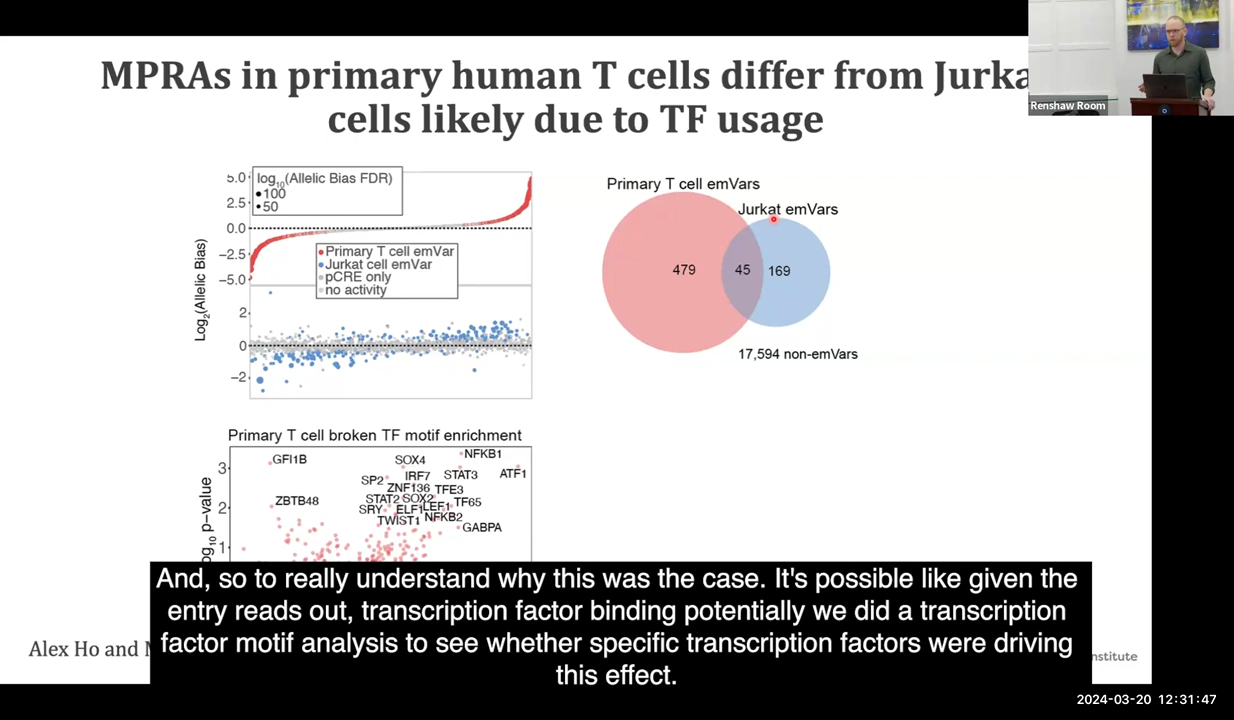 MPRAs in primary human T cells differ from Jurka
cells likely due to TF usage
Renshaw Room
log10(Allelic Bias FDR)
100
50
5.0
2.5
0.0
−2.5
−5.0
Primary T cell emVar
Jurkat cell emVar
pCRE only
no activity
Log2(Allelic Bias)
2
0
−2
Primary T cell emVars
Jurkat emVars
479
45
169
17,594 non-emVars
Primary T cell broken TF motif enrichment
NFKB1
GFI1B
SOX4
ATF1
IRF7
STAT3
SP2
ZNF136
TFE3
ZBTB48
STAT2
SOX2
TF65
SRY
ELF1
LEF1
TWIST1
NFKB2
GABPA
3
2
1
og10 p−value
And, so to really understand why this was the case. It's possible like given the
entry reads out, transcription factor binding potentially we did a transcription
factor motif analysis to see whether specific transcription factors were driving
this effect.
Alex Ho and
nstitute
2024-03-20 12:31:47